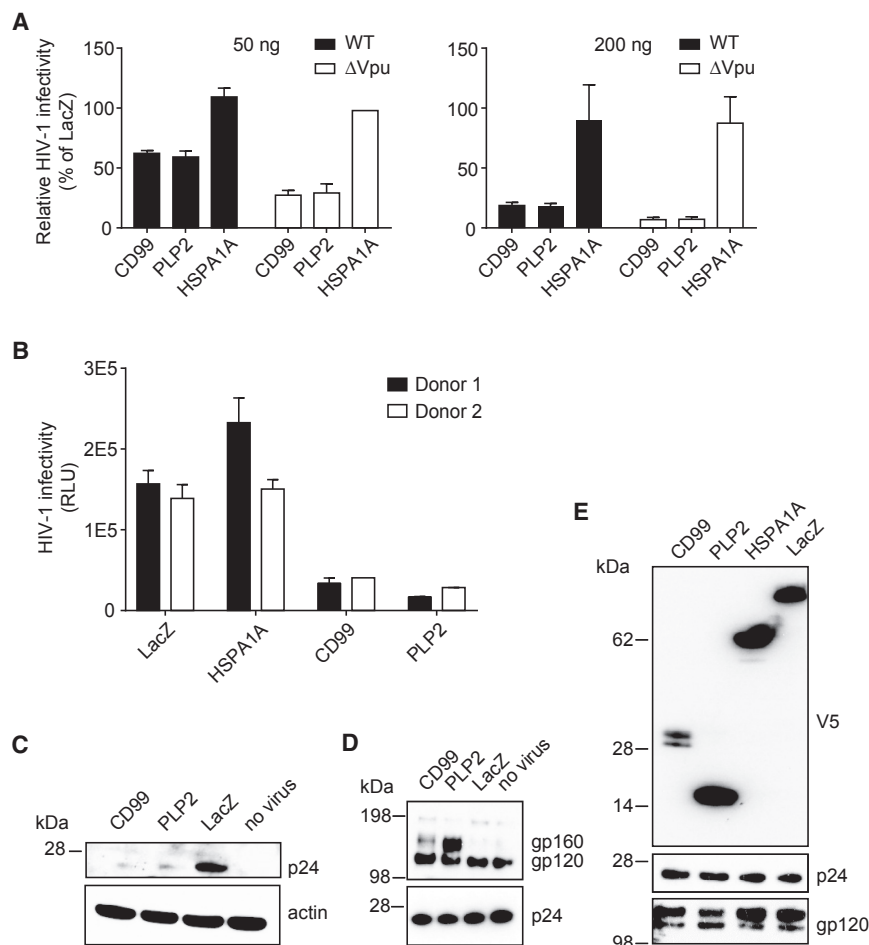 A
Relative HIV-1 infectivity
(% of LacZ)
150
100
50
0
50 ng
WT
ΔVpu
CD99
PLP2
HSPA1A
CD99
PLP2
HSPA1A
150
100
50
0
200 ng
WT
ΔVpu
CD99
PLP2
HSPA1A
CD99
PLP2
HSPA1A
B
HIV-1 infectivity
(RLU)
3E5
2E5
1E5
0
Donor 1
Donor 2
LacZ
HSPA1A
CD99
PLP2
C
kDa
CD99
PLP2
LacZ
no virus
28
p24
actin
D
kDa
CD99
PLP2
LacZ
no virus
198
gp160
gp120
98
28
p24
E
kDa
CD99
PLP2
HSPA1A
LacZ
62
V5
28
14
28
p24
gp120
98